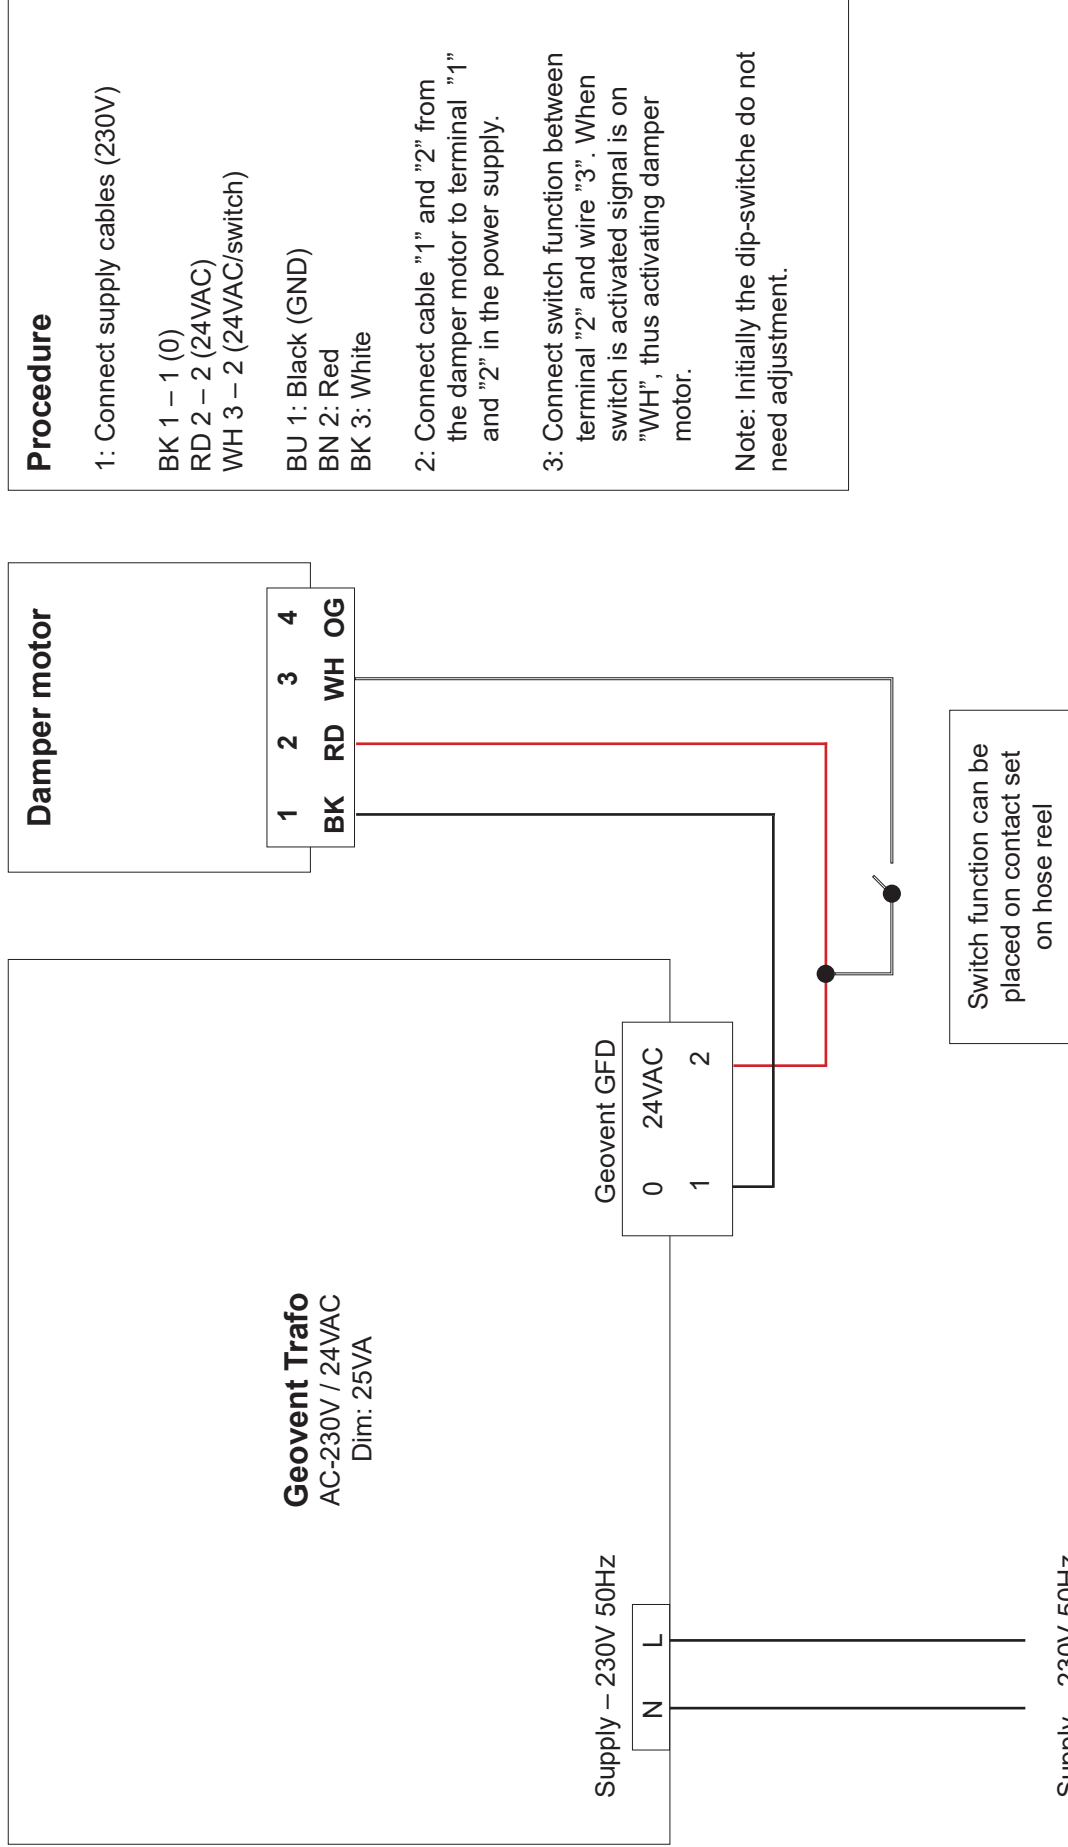 Geovent Trafo
AC-230V / 24VAC
Dim: 25VA
Supply – 230V 50Hz
N L
Geovent GFD
0 24VAC
1 2
Supply – 230V 50Hz
Damper motor
1 2 3 4
BK RD WH OG
Switch function can be
placed on contact set
on hose reel
Procedure
1: Connect supply cables (230V)
BK 1 – 1 (0)
RD 2 – 2 (24VAC)
WH 3 – 2 (24VAC/switch)
BU 1: Black (GND)
BN 2: Red
BK 3: White
2: Connect cable ”1” and ”2” from
the damper motor to terminal ”1”
and ”2” in the power supply.
3: Connect switch function between
terminal ”2” and wire ”3”. When
switch is activated signal is on
”WH”, thus activating damper
motor.
Note: Initially the dip-switche do not
need adjustment.